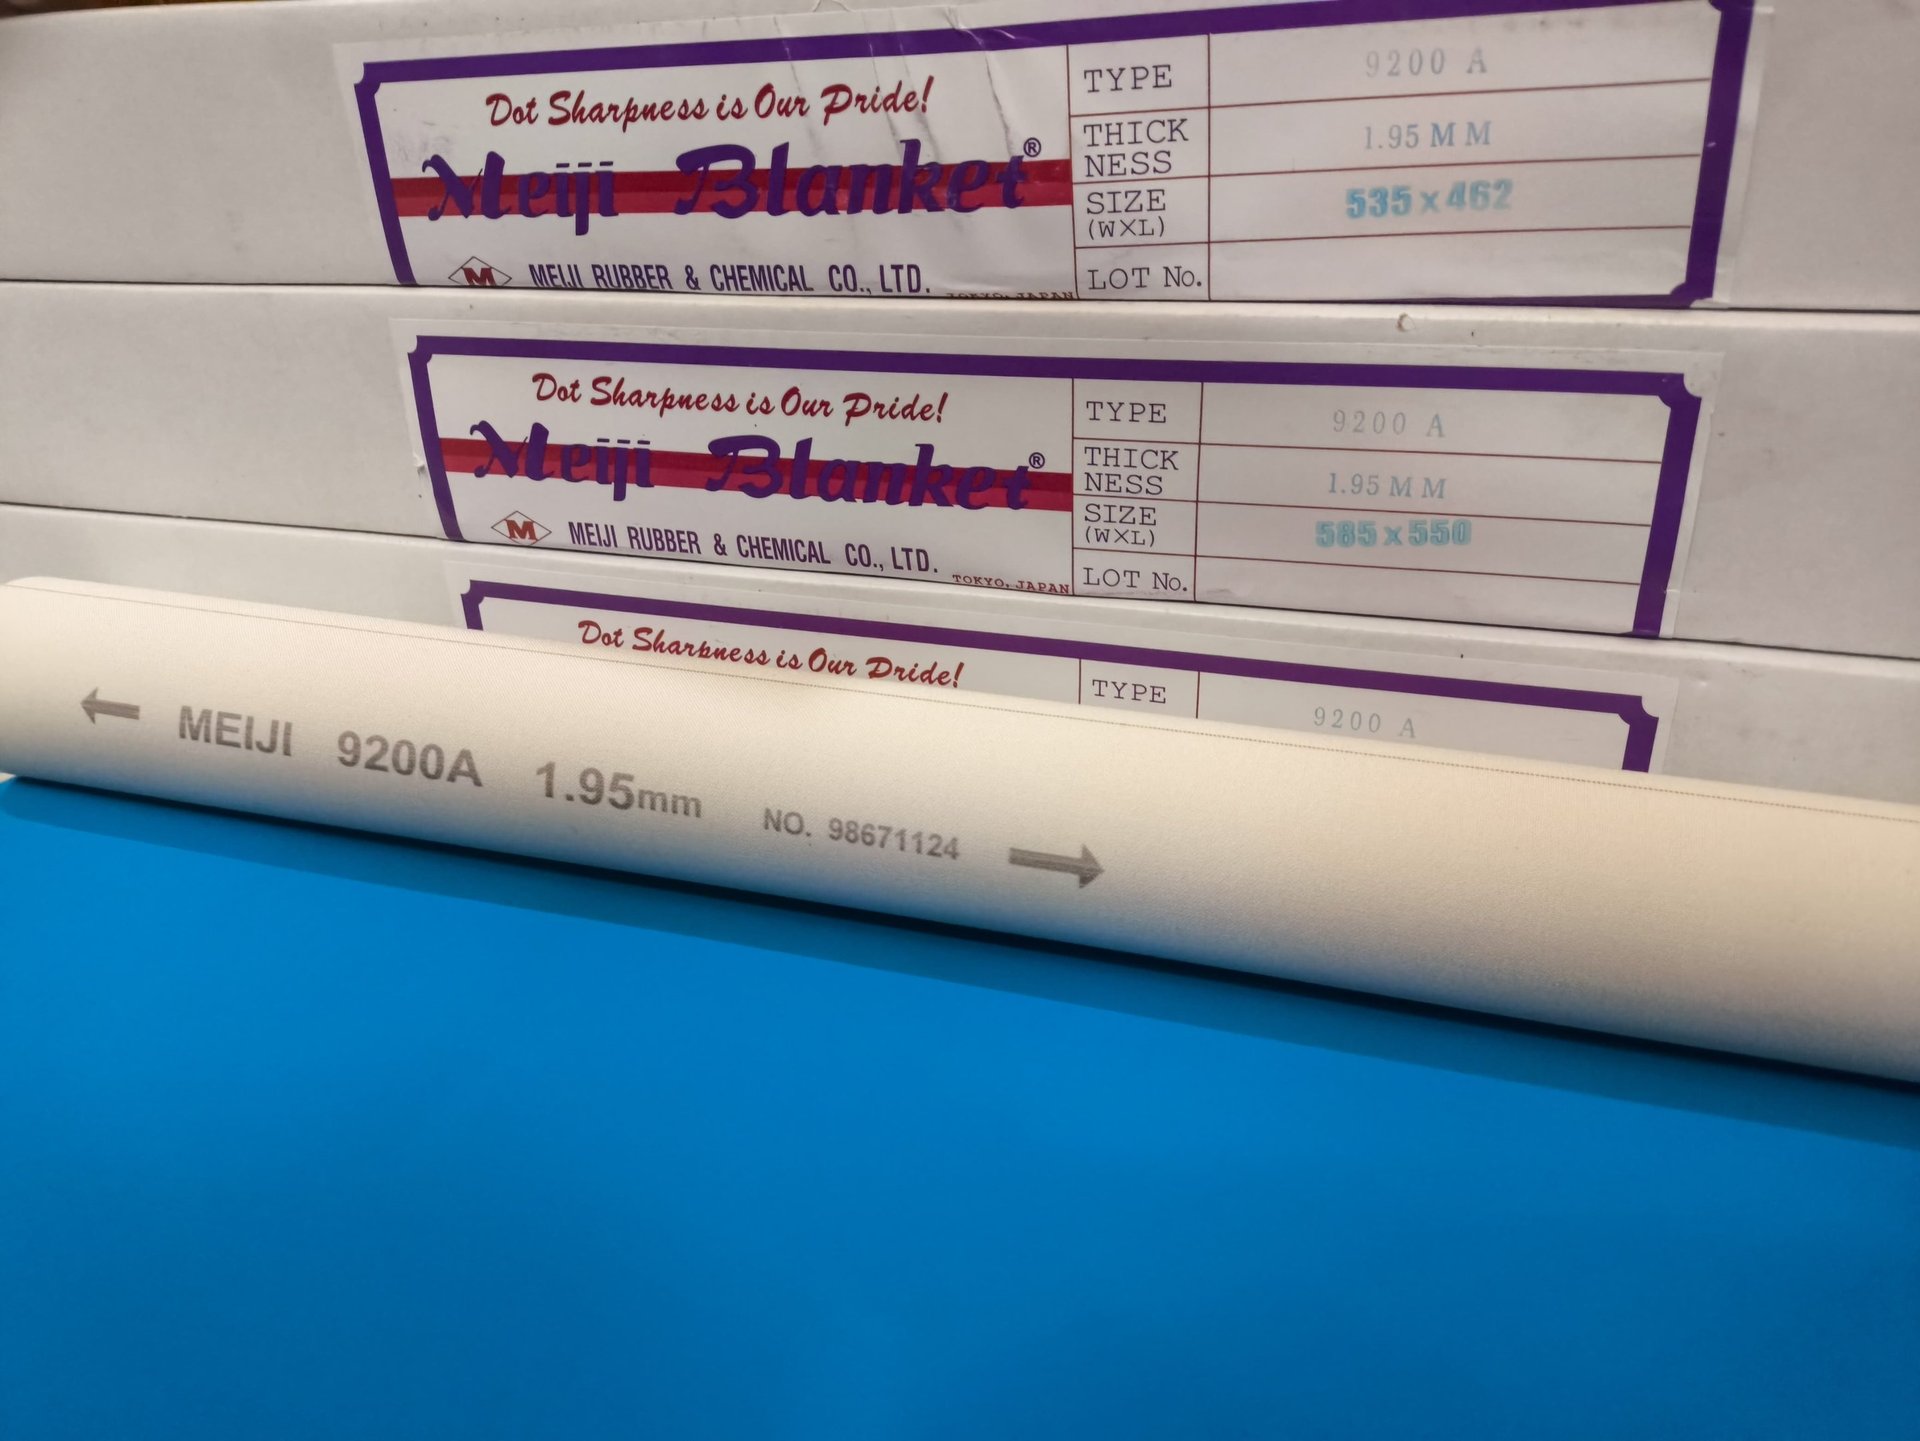 Dot Sharpness is Our Pride!
Meiji Blanket®
M MEIJI RUBBER & CHEMICAL CO., LTD.
TOKYO, JAPAN
TYPE 9200 A
THICK
NESS 1.95 MM
SIZE
(W×L) 535 x 462
LOT No.
Dot Sharpness is Our Pride!
Meiji Blanket®
M MEIJI RUBBER & CHEMICAL CO., LTD.
TOKYO, JAPAN
TYPE 9200 A
THICK
NESS 1.95 MM
SIZE
(W×L) 585 x 550
LOT No.
Dot Sharpness is Our Pride!
TYPE 9200 A
← MEIJI 9200A 1.95mm NO. 98671124 →